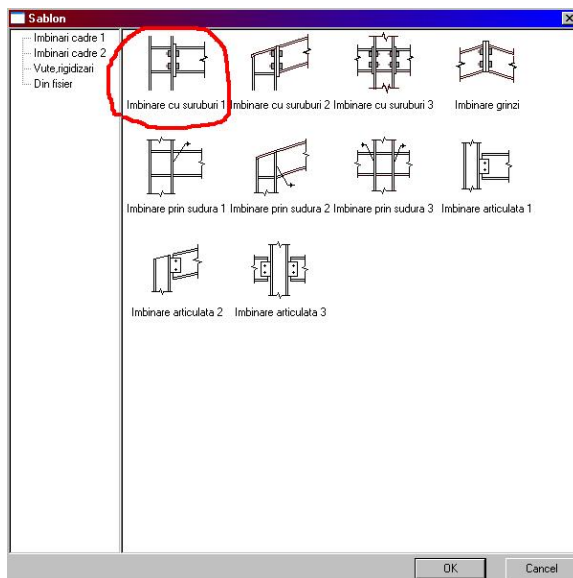 Sablon
Imbinari cadre 1
Imbinari cadre 2
Vute,rigidizari
Din fisier
Imbinare cu suruburi 1 Imbinare cu suruburi 2 Imbinare cu suruburi 3 Imbinare grinzi
Imbinare prin sudura 1 Imbinare prin sudura 2 Imbinare prin sudura 3 Imbinare articulata 1
Imbinare articulata 2 Imbinare articulata 3
OK Cancel